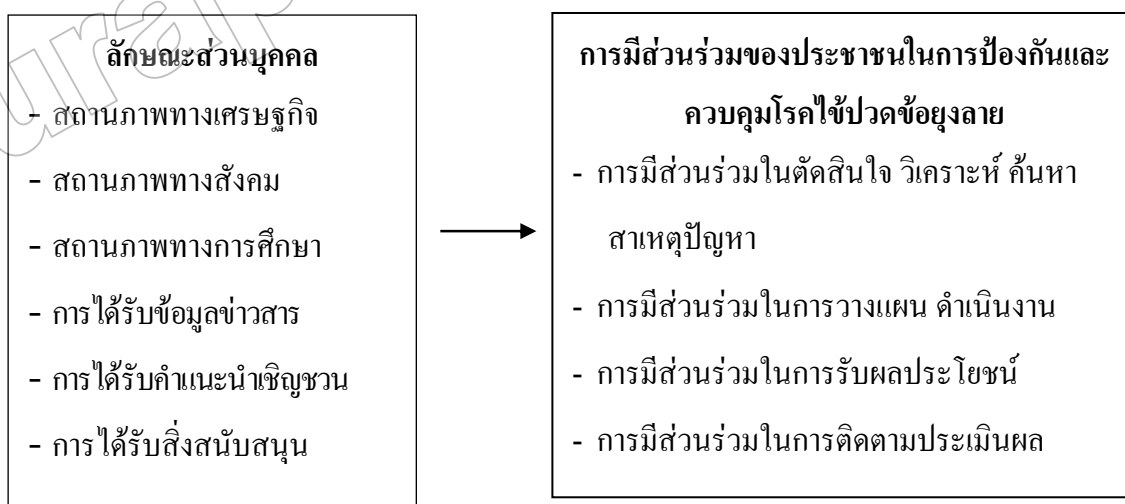 ลักษณะส่วนบุคคล
- สถานภาพทางเศรษฐกิจ
- สถานภาพทางสังคม
- สถานภาพทางการศึกษา
- การได้รับข้อมูลข่าวสาร
- การได้รับคำแนะนำเชิญชวน
- การได้รับสิ่งสนับสนุน
การมีส่วนร่วมของประชาชนในการป้องกันและ
ควบคุมโรคไข้ปวดข้อยุงลาย
- การมีส่วนร่วมในตัดสินใจ วิเคราะห์ ค้นหา
สาเหตุปัญหา
- การมีส่วนร่วมในการวางแผน ดำเนินงาน
- การมีส่วนร่วมในการรับผลประโยชน์
- การมีส่วนร่วมในการติดตามประเมินผล